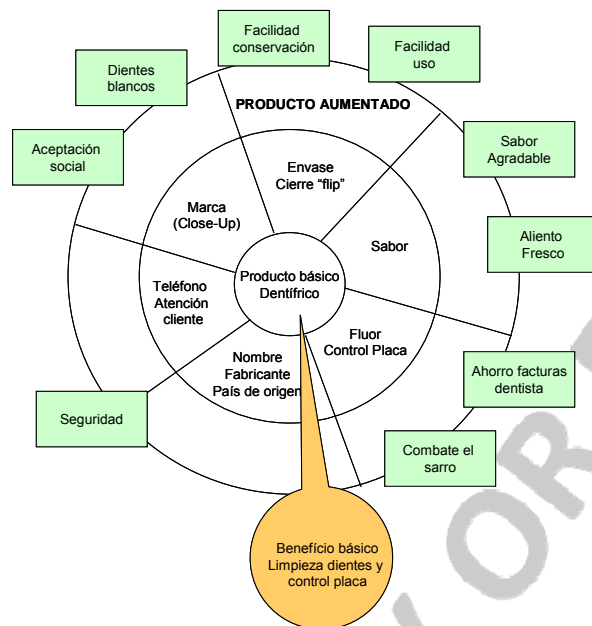 Facilidad
conservación
Facilidad
uso
Dientes
blancos
PRODUCTO AUMENTADO
Aceptación
social
Sabor
Agradable
Envase
Cierre “flip”
Marca
(Close-Up)
Sabor
Aliento
Fresco
Producto básico
Dentífrico
Teléfono
Atención
cliente
Fluor
Control Placa
Nombre
Fabricante
País de origen
Ahorro facturas
dentista
Seguridad
Combate el
sarro
Benefício básico
Limpieza dientes y
control placa
Y OR